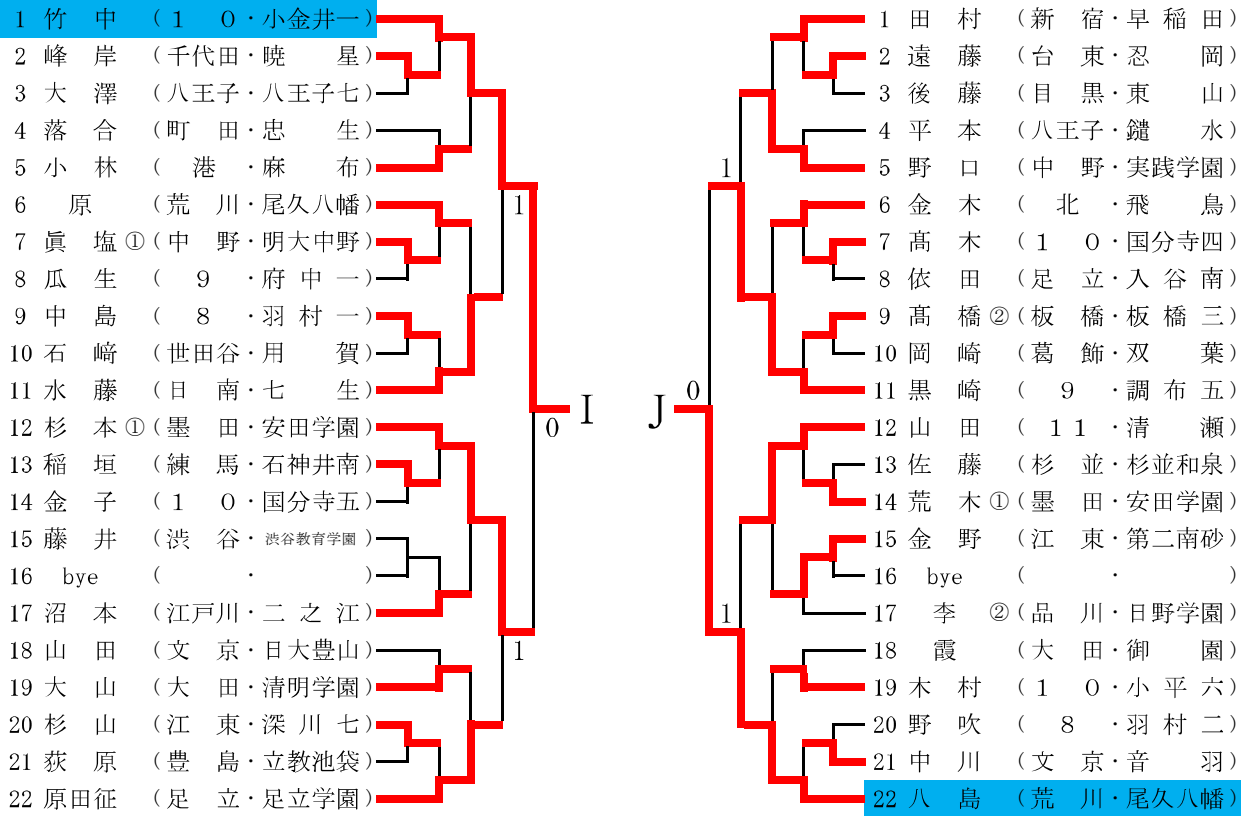 1 竹 中 (1 0・小金井一)
2 峰 岸 (千代田・暁 星)
3 大 澤 (八王子・八王子七)
4 落 合 (町 田・忠 生)
5 小 林 (港・麻 布)
6 原 (荒 川・尾久八幡)
7 眞 塩① (中 野・明大中野)
8 瓜 生 (9・府 中 一)
9 中 島 (8・羽 村 一)
10 石 﨑 (世田谷・用 賀)
11 水 藤 (日 南・七 生)
12 杉 本① (墨 田・安田学園)
13 稲 垣 (練 馬・石神井南)
14 金 子 (1 0・国分寺五)
15 藤 井 (渋 谷・渋谷教育学園)
16 bye (・)
17 沼 本 (江戸川・二 之 江)
18 山 田 (文 京・日大豊山)
19 大 山 (大 田・清明学園)
20 杉 山 (江 東・深 川 七)
21 荻 原 (豊 島・立教池袋)
22 原田征 (足 立・足立学園)
1
0
1
I
J
0
1
1
1 田 村 (新 宿・早 稲 田)
2 遠 藤 (台 東・忍 岡)
3 後 藤 (目 黒・東 山)
4 平 本 (八王子・鑓 水)
5 野 口 (中 野・実践学園)
6 金 木 (北・飛 鳥)
7 髙 木 (1 0・国分寺四)
8 依 田 (足 立・入 谷 南)
9 髙 橋② (板 橋・板 橋 三)
10 岡 崎 (葛 飾・双 葉)
11 黒 崎 (9・調 布 五)
12 山 田 (1 1・清 瀬)
13 佐 藤 (杉 並・杉並和泉)
14 荒 木① (墨 田・安田学園)
15 金 野 (江 東・第二南砂)
16 bye (・)
17 李 ② (品 川・日野学園)
18 霞 (大 田・御 園)
19 木 村 (1 0・小 平 六)
20 野 吹 (8・羽 村 二)
21 中 川 (文 京・音 羽)
22 八 島 (荒 川・尾久八幡)